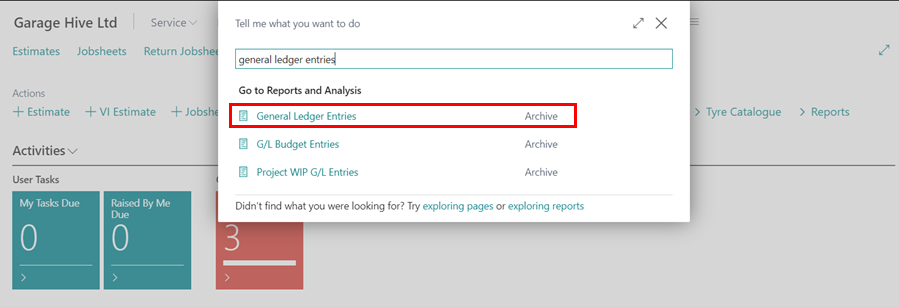 Garage Hive Ltd
Service
Tell me what you want to do
Estimates
Jobsheets
Return Jobshe
general ledger entries
Go to Reports and Analysis
Actions
Estimate
VI Estimate
Jobshe
General Ledger Entries
Archive
Tyre Catalogue
Reports
G/L Budget Entries
Archive
Activities
Project WIP G/L Entries
Archive
User Tasks
Didn't find what you were looking for? Try exploring pages or exploring reports
My Tasks Due
0
Raised By Me Due
0
3